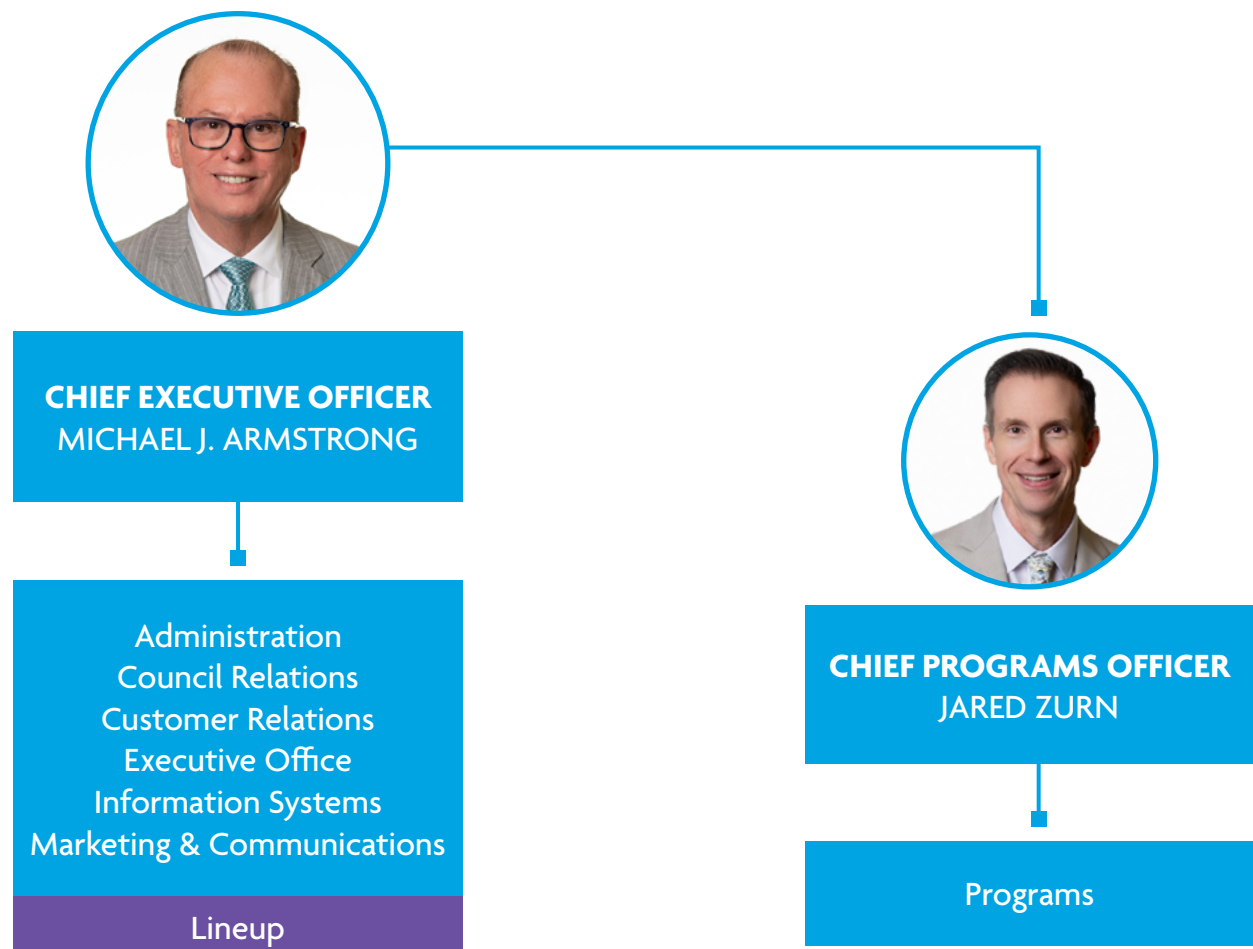 CHIEF EXECUTIVE OFFICER
MICHAEL J. ARMSTRONG
Administration
Council Relations
Customer Relations
Executive Office
Information Systems
Marketing & Communications
Lineup
CHIEF PROGRAMS OFFICER
JARED ZURN
Programs